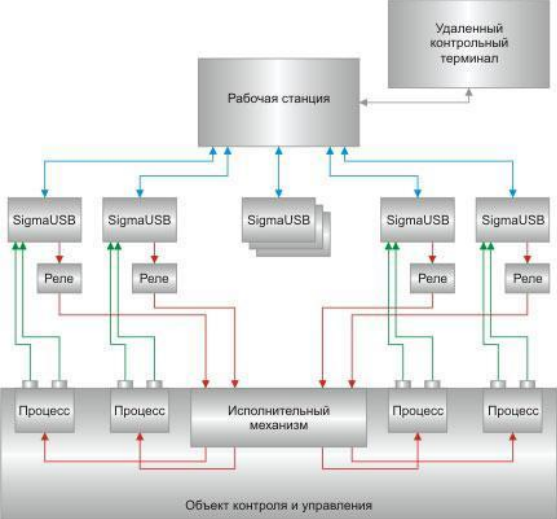 Удаленный
контрольный
терминал
Рабочая станция
SigmaUSB
SigmaUSB
SigmaUSB
SigmaUSB
SigmaUSB
Реле
Реле
Реле
Реле
Процесс
Процесс
Исполнительный
механизм
Процесс
Процесс
Объект контроля и управления